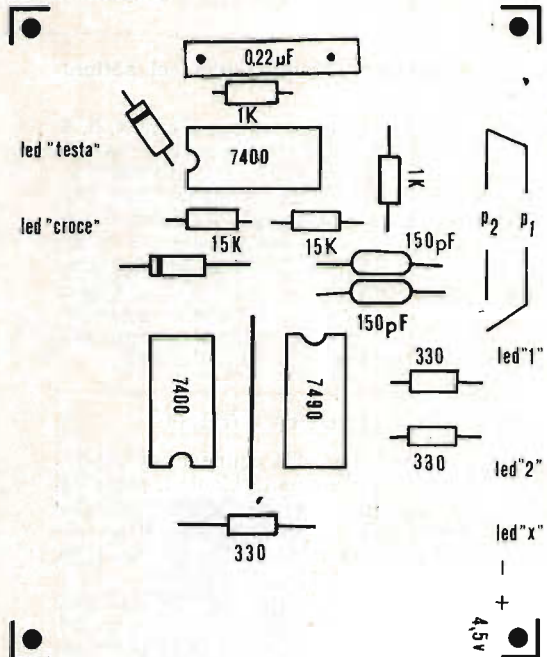 0,22 µF
1K
led "testa"
7400
1K
led "croce"
15K
15K
p2
p1
150pF
150pF
330
led"1"
7400
7490
330
led"2"
330
led"x"
-
+
4,5v